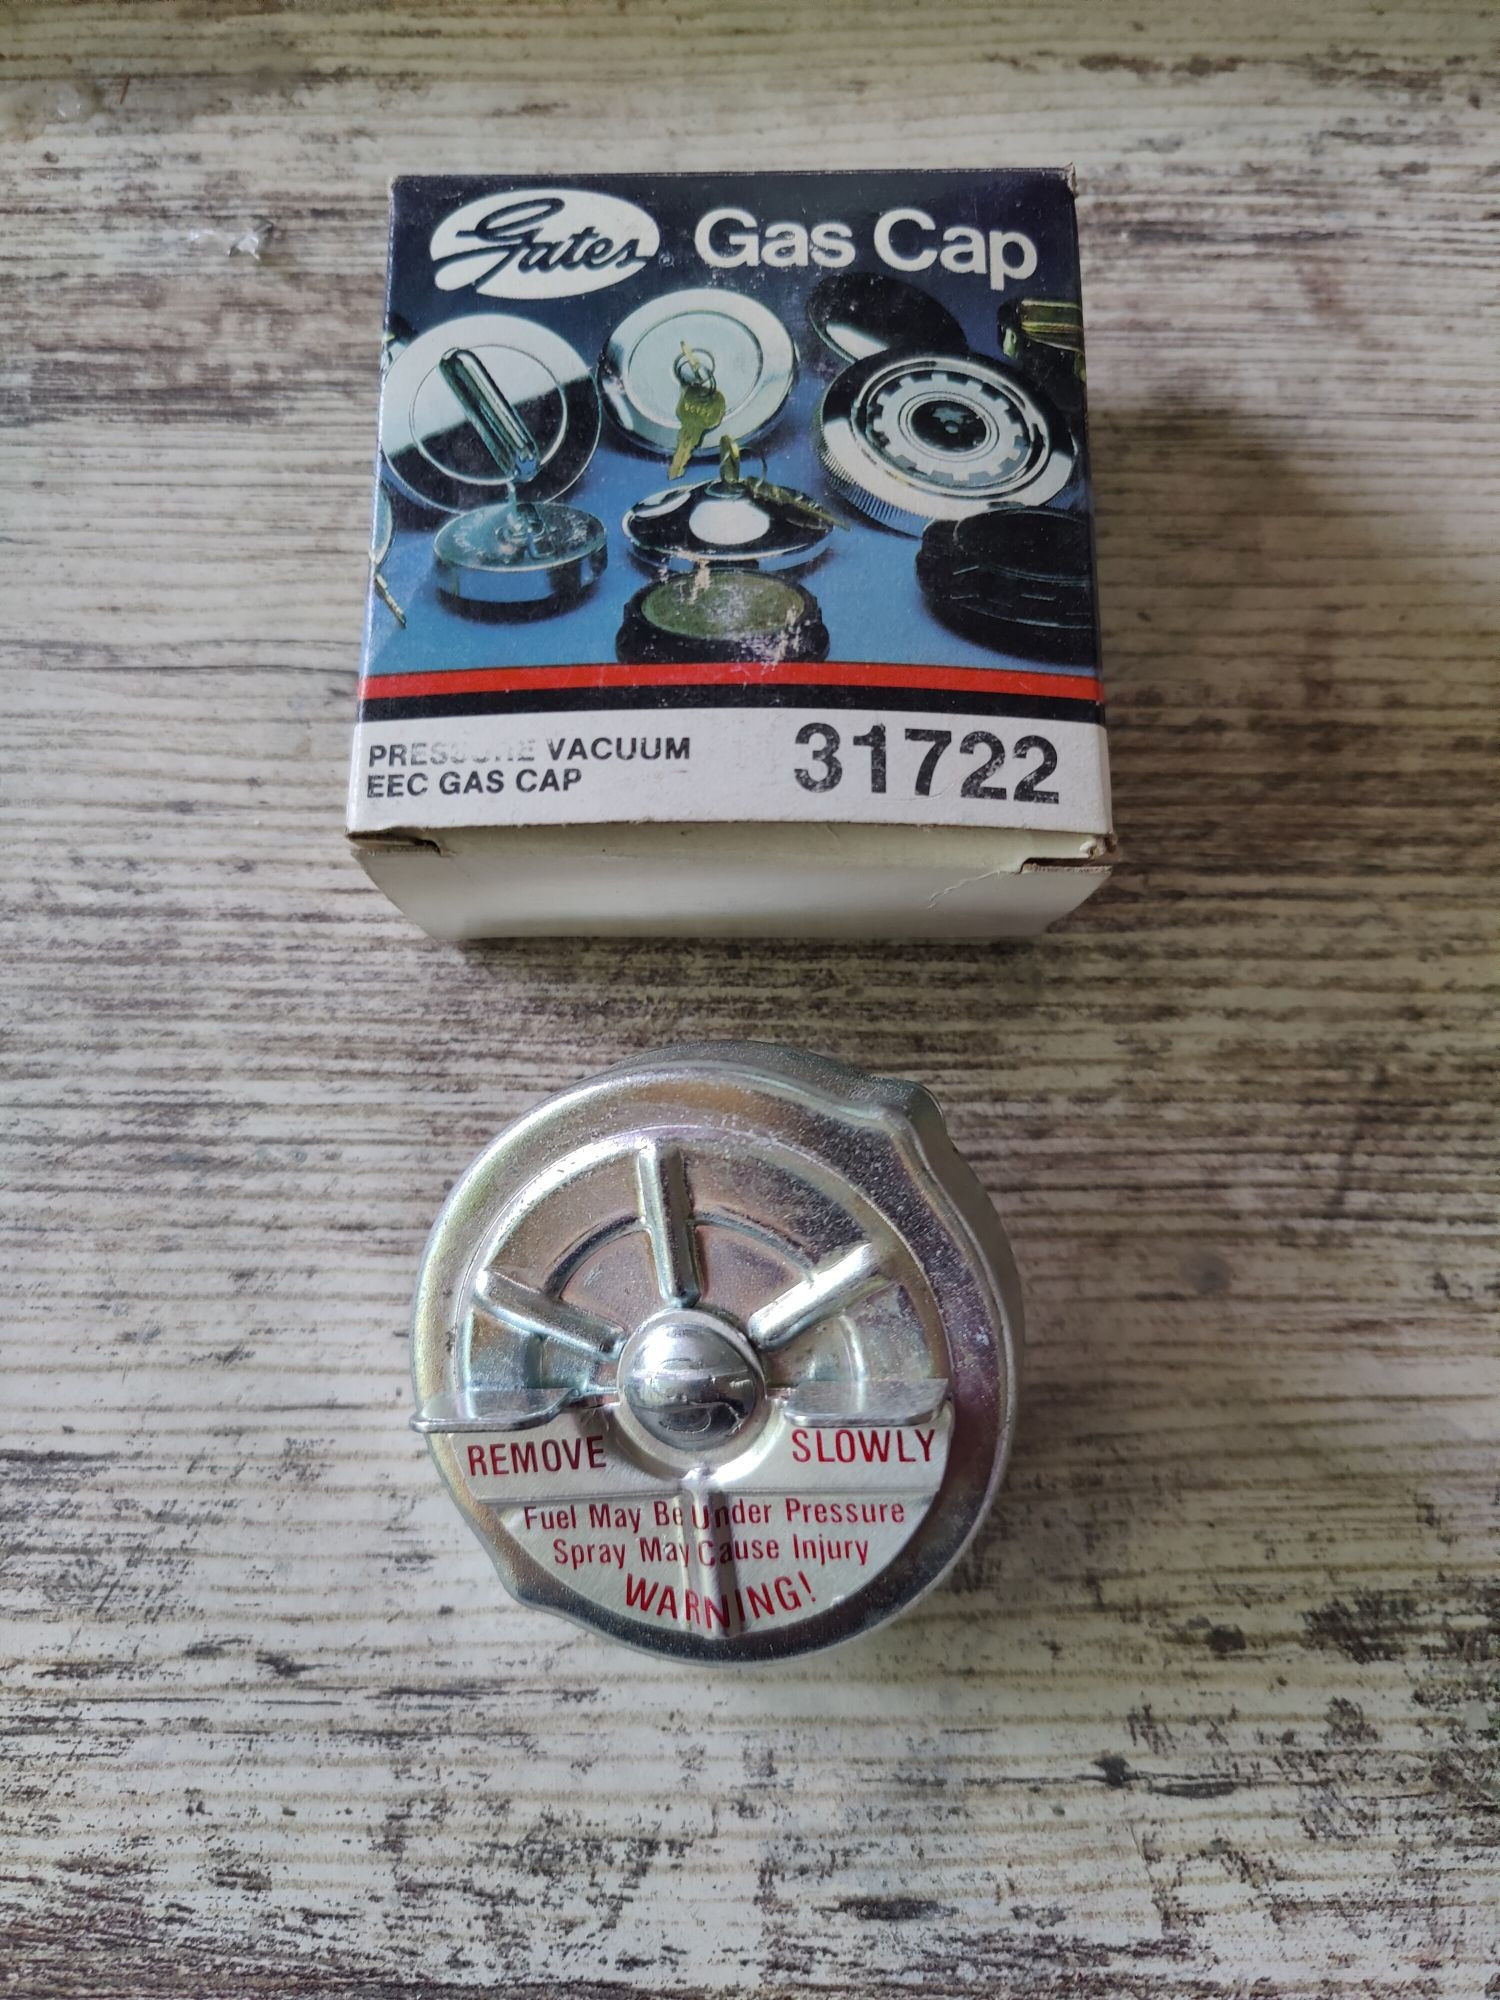 Gates® Gas Cap
PRESSURE VACUUM
EEC GAS CAP
31722
REMOVE SLOWLY
Fuel May Be Under Pressure
Spray May Cause Injury
WARNING!